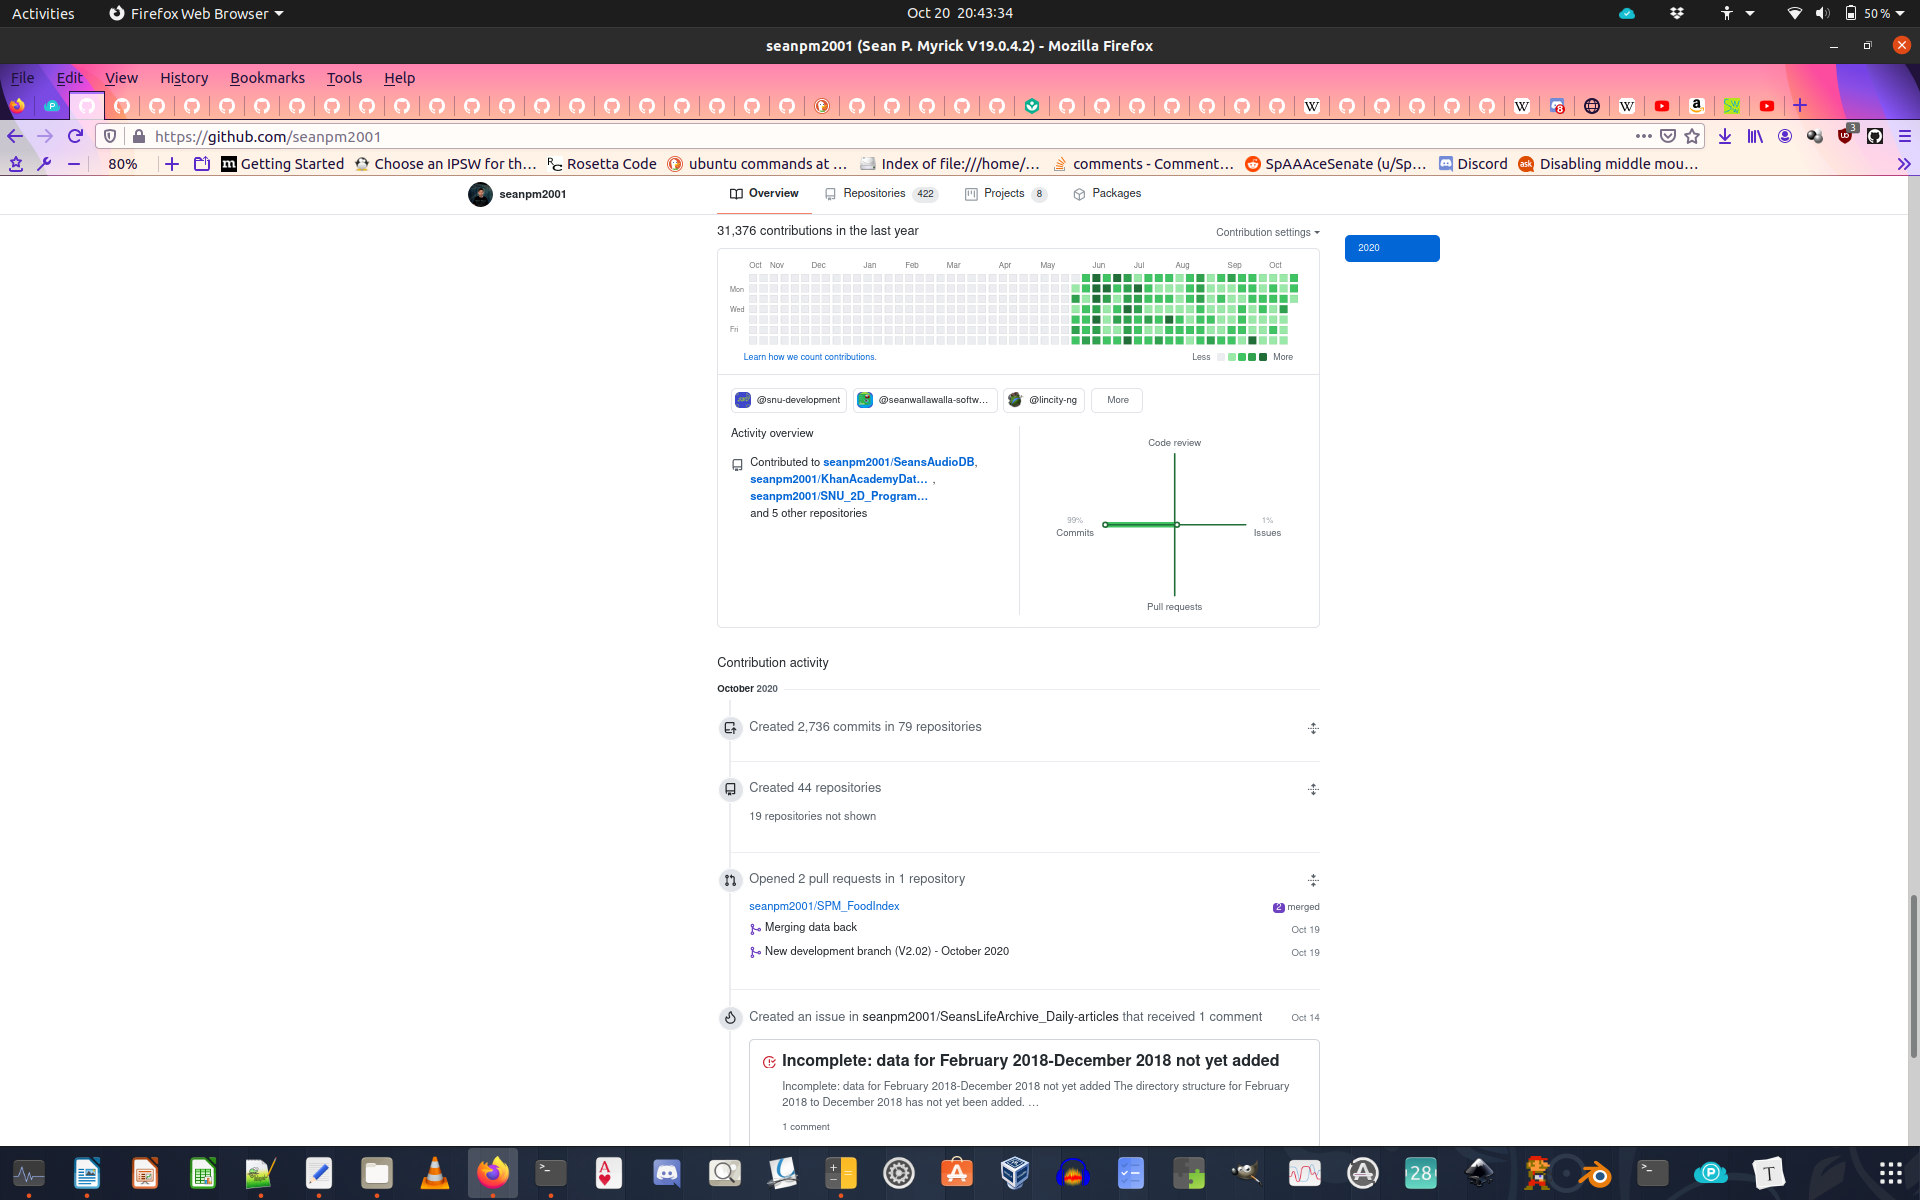 Activities Firefox Web Browser Oct 20 20:43:34 50 %
seanpm2001 (Sean P. Myrick V19.0.4.2) - Mozilla Firefox
File Edit View History Bookmarks Tools Help
https://github.com/seanpm2001 3
80% Getting Started Choose an IPSW for th… Rosetta Code ubuntu commands at … Index of file:///home/… comments - Comment… SpAAAceSenate (u/Sp… Discord Disabling middle mou…
seanpm2001 Overview Repositories 422 Projects 8 Packages
31,376 contributions in the last year Contribution settings 2020
Oct Nov Dec Jan Feb Mar Apr May Jun Jul Aug Sep Oct
Mon
Wed
Fri
Learn how we count contributions. Less More
@snu-development @seanwallawalla-softw… @lincity-ng More
Activity overview
Contributed to seanpm2001/SeansAudioDB,
seanpm2001/KhanAcademyDat… ,
seanpm2001/SNU_2D_Program…
and 5 other repositories
Code review
99%
Commits
1%
Issues
Pull requests
Contribution activity
October 2020
Created 2,736 commits in 79 repositories
Created 44 repositories
19 repositories not shown
Opened 2 pull requests in 1 repository
seanpm2001/SPM_FoodIndex 2 merged
Merging data back Oct 19
New development branch (V2.02) - October 2020 Oct 19
Created an issue in seanpm2001/SeansLifeArchive_Daily-articles that received 1 comment Oct 14
Incomplete: data for February 2018-December 2018 not yet added
Incomplete: data for February 2018-December 2018 not yet added The directory structure for February
2018 to December 2018 has not yet been added. …
1 comment
28